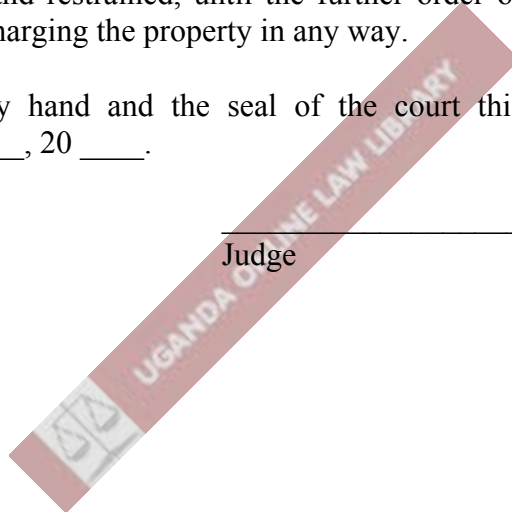 and restrained, until the further order o
harging the property in any way.
y hand and the seal of the court thi
__, 20 ____.
Judge
UGANDA ONLINE LAW LIBRARY